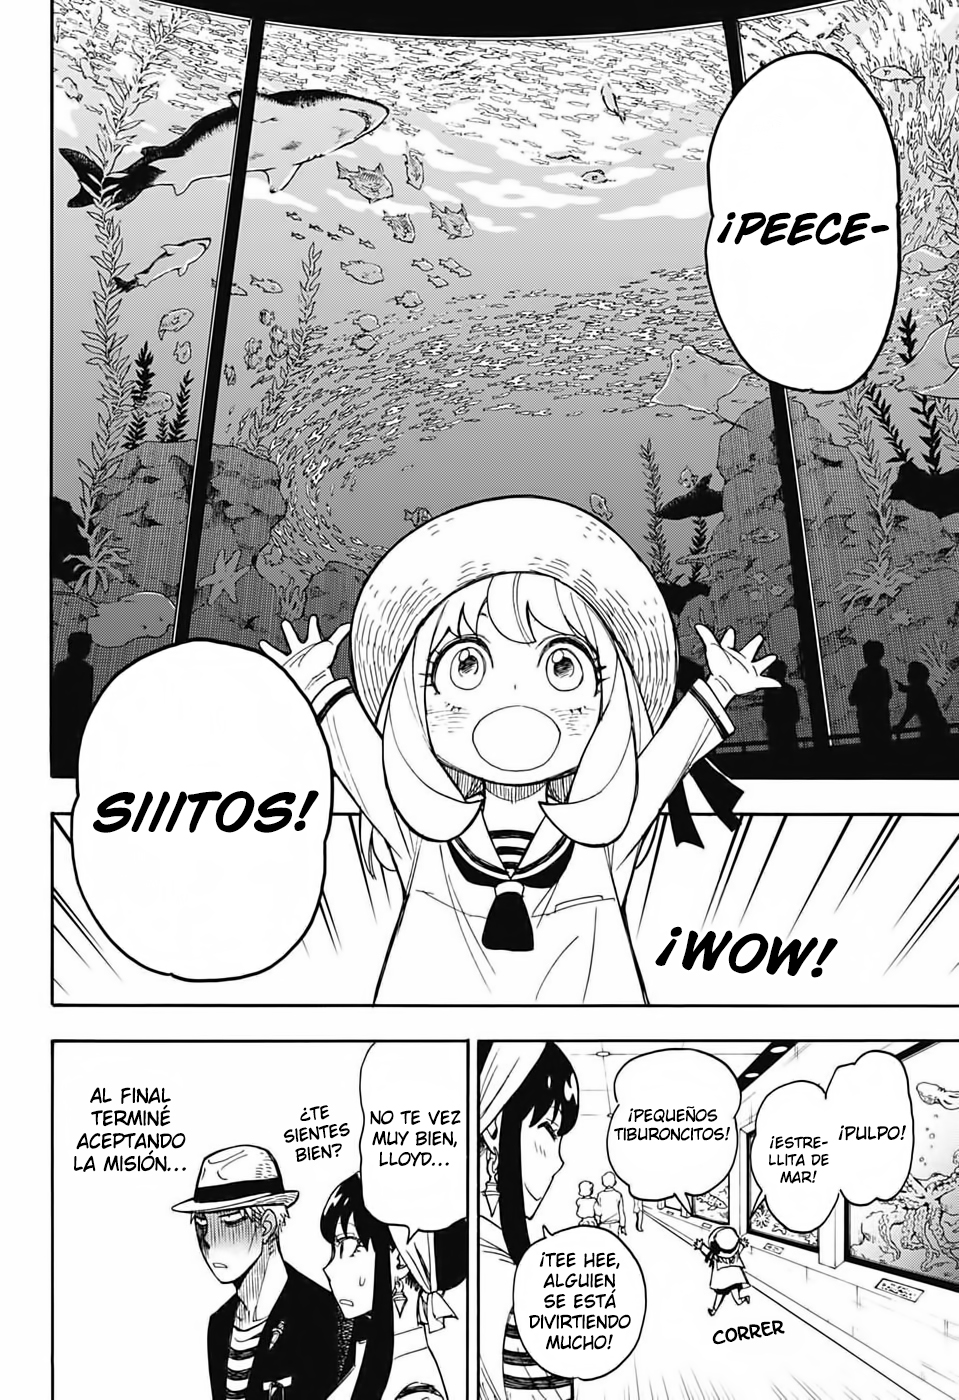 ¡PEECE-
SIIITOS!
¡WOW!
¡PULPO!
¡ESTRE-
LLITA DE
MAR!
¡PEQUEÑOS
TIBURONCITOS!
¡TEE HEE,
ALGUIEN
SE ESTÁ
DIVIRTIENDO
MUCHO!
CORRER
NO TE VEZ
MUY BIEN,
LLOYD...
¿TE
SIENTES
BIEN?
AL FINAL
TERMINÉ
ACEPTANDO
LA MISIÓN...